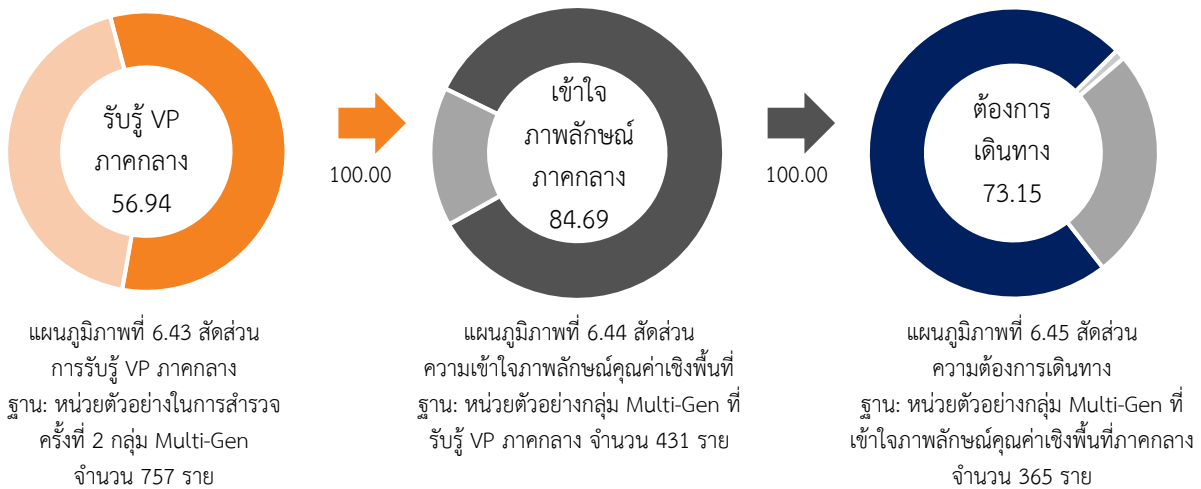 รับรู้ VP
ภาคกลาง
56.94
100.00
เข้าใจ
ภาพลักษณ์
ภาคกลาง
84.69
100.00
ต้องการ
เดินทาง
73.15
แผนภูมิภาพที่ 6.43 สัดส่วน
การรับรู้ VP ภาคกลาง
ฐาน: หน่วยตัวอย่างในการสำรวจ
ครั้งที่ 2 กลุ่ม Multi-Gen
จำนวน 757 ราย
แผนภูมิภาพที่ 6.44 สัดส่วน
ความเข้าใจภาพลักษณ์คุณค่าเชิงพื้นที่
ฐาน: หน่วยตัวอย่างกลุ่ม Multi-Gen ที่
รับรู้ VP ภาคกลาง จำนวน 431 ราย
แผนภูมิภาพที่ 6.45 สัดส่วน
ความต้องการเดินทาง
ฐาน: หน่วยตัวอย่างกลุ่ม Multi-Gen ที่
เข้าใจภาพลักษณ์คุณค่าเชิงพื้นที่ภาคกลาง
จำนวน 365 ราย